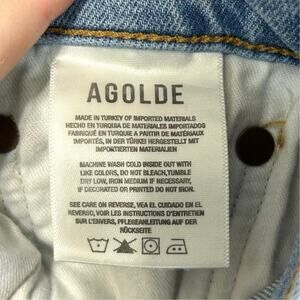 AGOLDE
MADE IN TURKEY OF IMPORTED MATERIALS
HECHO EN TURQUIA DE MATERIALES IMPORTADOS
FABRIQUÉ EN TURQUIE A PARTIR DE MATÉRIAUX
IMPORTÉS, IN DER TÜRKEI HERGESTELLT MIT
IMPORTIERTEN MATERIALIEN
MACHINE WASH COLD INSIDE OUT WITH
LIKE COLORS, DO NOT BLEACH, TUMBLE
DRY LOW, IRON MEDIUM IF NECESSARY,
IF DECORATED OR PRINTED DO NOT IRON.
SEE CARE ON REVERSE, VEA EL CUIDADO EN EL
REVERSO, VOIR LES INSTRUCTIONS D'ENTRETIEN
SUR L'ENVERS, PFLEGEANLEITUNG AUF DER
RÜCKSEITE